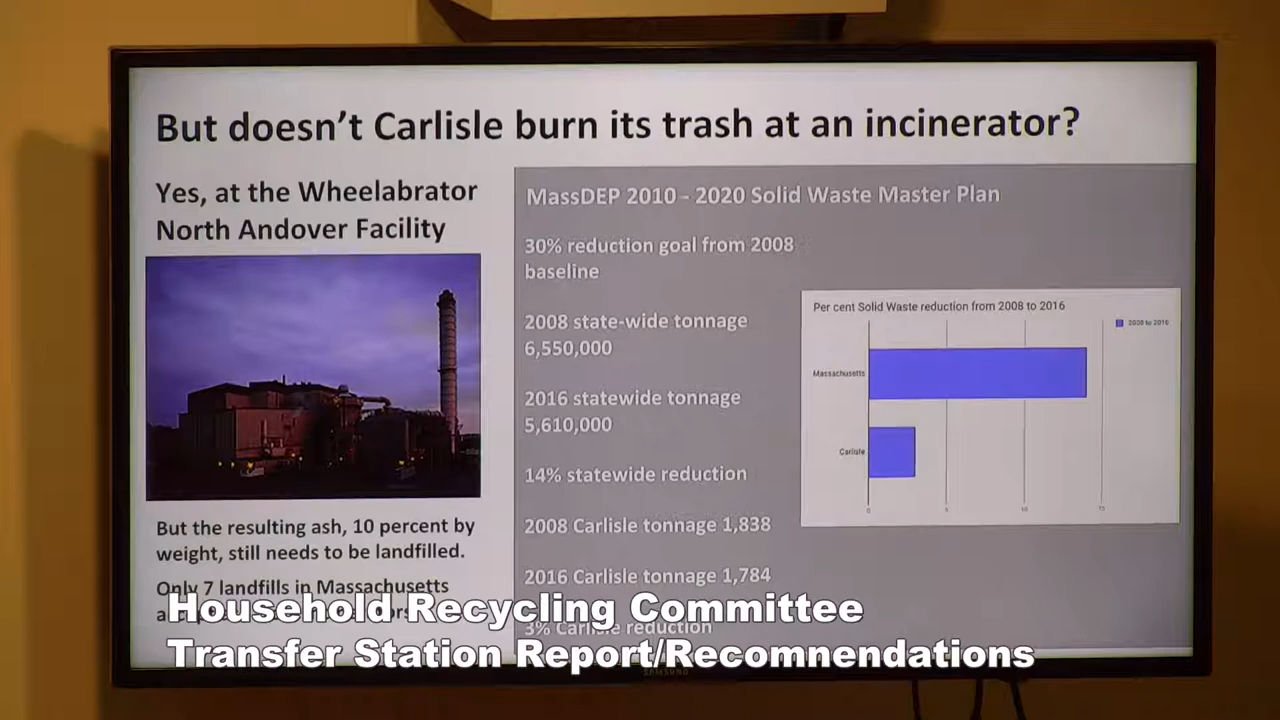 But doesn't Carlisle burn its trash at an incinerator?
Yes, at the Wheelabrator
North Andover Facility
But the resulting ash, 10 percent by
weight, still needs to be landfilled.
Only 7 landfills in Massachusetts
MassDEP 2010 - 2020 Solid Waste Master Plan
30% reduction goal from 2008
baseline
2008 state-wide tonnage
6,550,000
2016 statewide tonnage
5,610,000
14% statewide reduction
2008 Carlisle tonnage 1,838
2016 Carlisle tonnage 1,784
3% Carlisle reduction
Per cent Solid Waste reduction from 2008 to 2016
2008 to 2016
Massachusetts
Carlisle
0 5 10 15
Household Recycling Committee
Transfer Station Report/Recomnendations
SAMSUNG